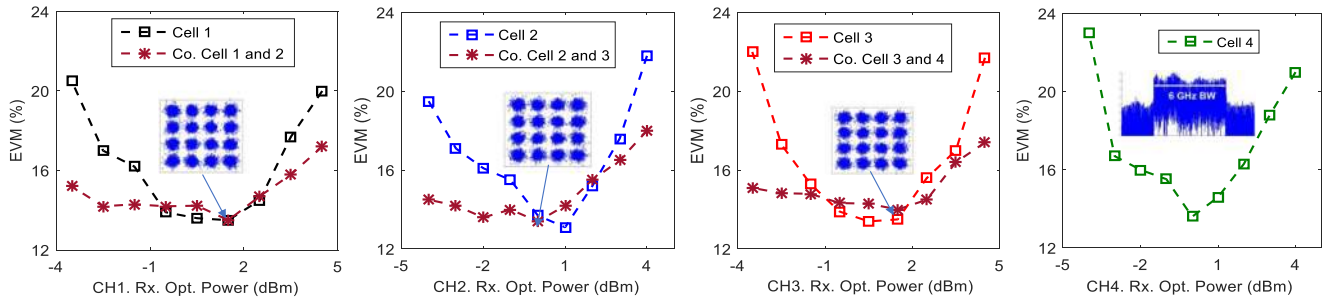 24
20
16
12
EVM (%)
Cell 1
Co. Cell 1 and 2
-4
-1
2
5
CH1. Rx. Opt. Power (dBm)
24
20
16
12
EVM (%)
Cell 2
Co. Cell 2 and 3
-5
-2
1
4
CH2. Rx. Opt. Power (dBm)
24
20
16
12
EVM (%)
Cell 3
Co. Cell 3 and 4
-4
-1
2
5
CH3. Rx. Opt. Power (dBm)
24
20
16
12
EVM (%)
Cell 4
6 GHz BW
-5
-2
1
4
CH4. Rx. Opt. Power (dBm)